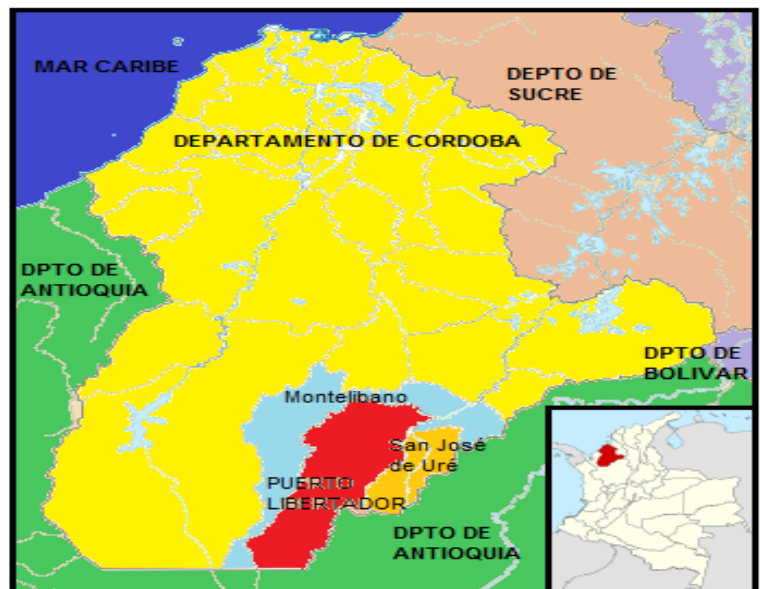 MAR CARIBE
DEPTO DE
SUCRE
DEPARTAMENTO DE CORDOBA
DPTO DE
ANTIOQUIA
DPTO DE
BOLIVAR
Montelibano
San José
de Uré
PUERTO
LIBERTADOR
DPTO DE
ANTIOQUIA